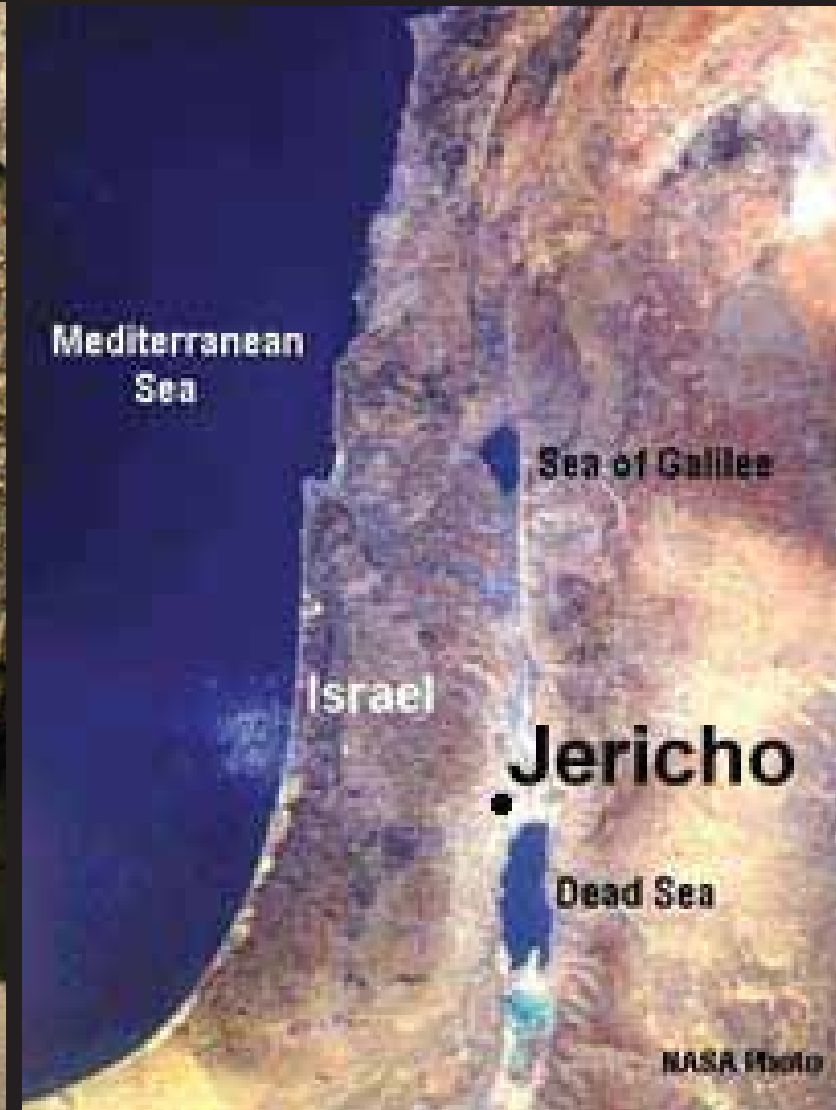 Mediterranean
Sea
Sea of Galilee
Israel
Jericho
Dead Sea
NASA Photo